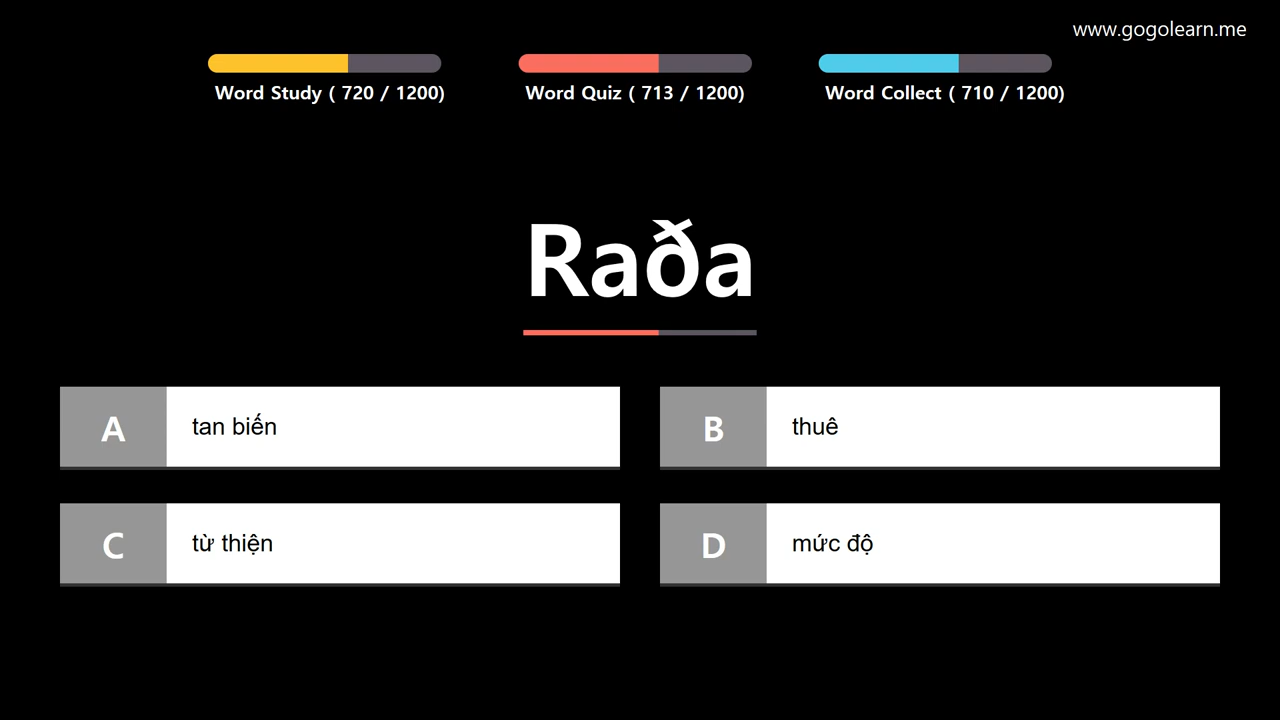 www.gogolearn.me
Word Study ( 720 / 1200)
Word Quiz ( 713 / 1200)
Word Collect ( 710 / 1200)
Raða
A
tan biến
B
thuê
C
từ thiện
D
mức độ